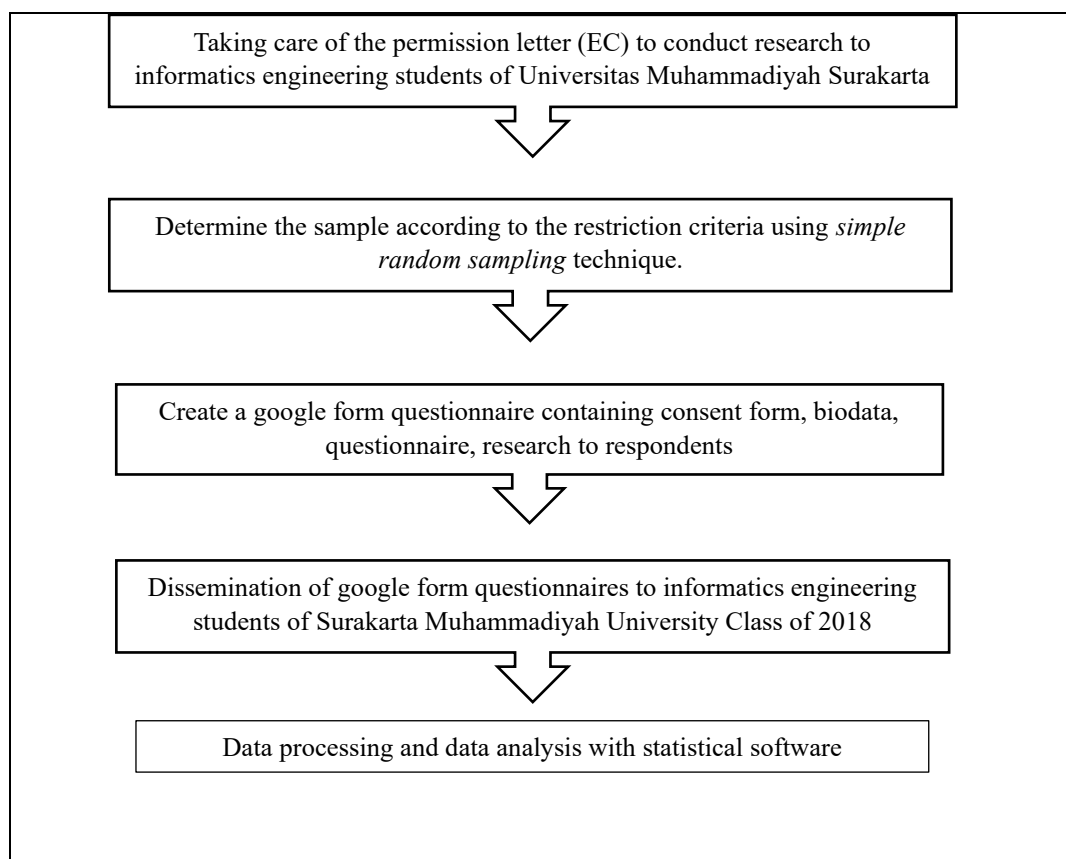 Taking care of the permission letter (EC) to conduct research to
informatics engineering students of Universitas Muhammadiyah Surakarta
Determine the sample according to the restriction criteria using simple
random sampling technique.
Create a google form questionnaire containing consent form, biodata,
questionnaire, research to respondents
Dissemination of google form questionnaires to informatics engineering
students of Surakarta Muhammadiyah University Class of 2018
Data processing and data analysis with statistical software